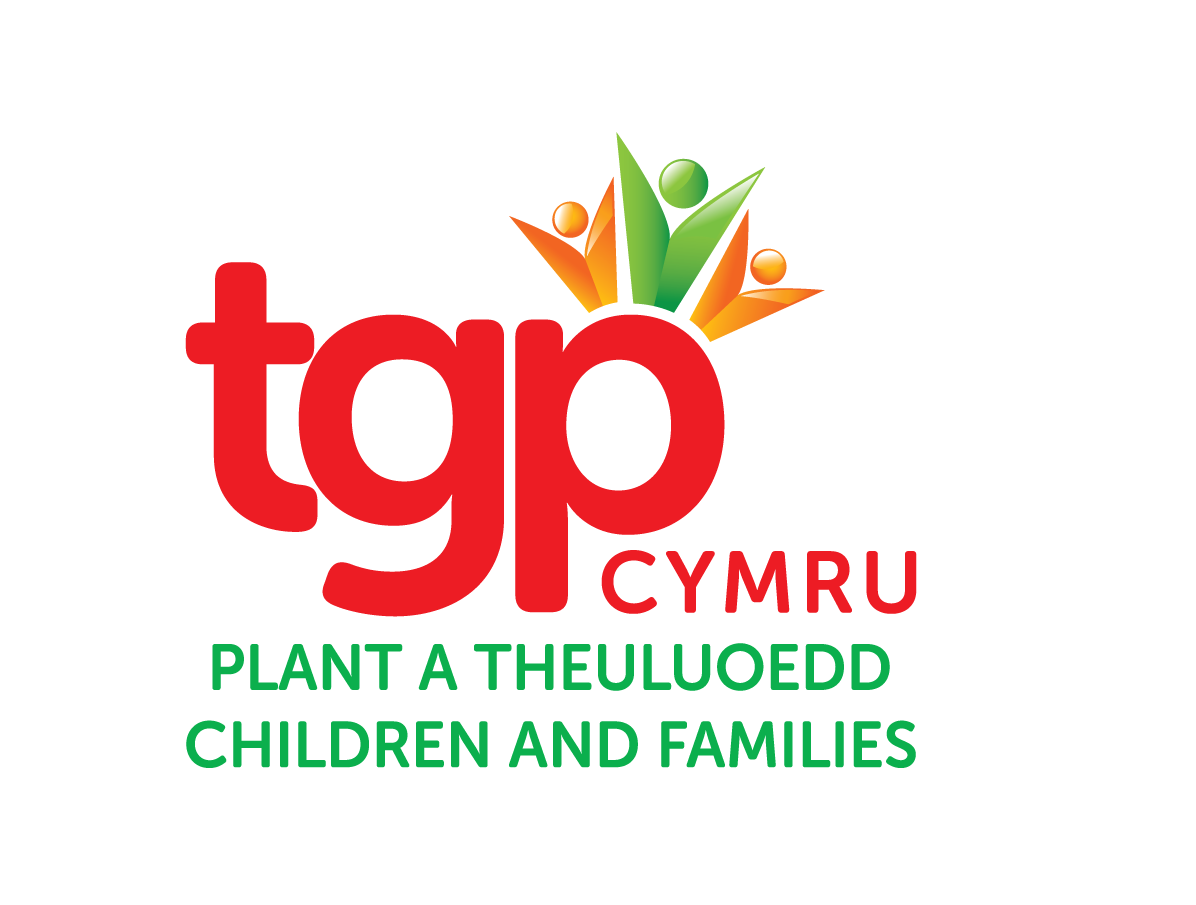 tgp
CYMRU
PLANT A THEULUOEDD
CHILDREN AND FAMILIES